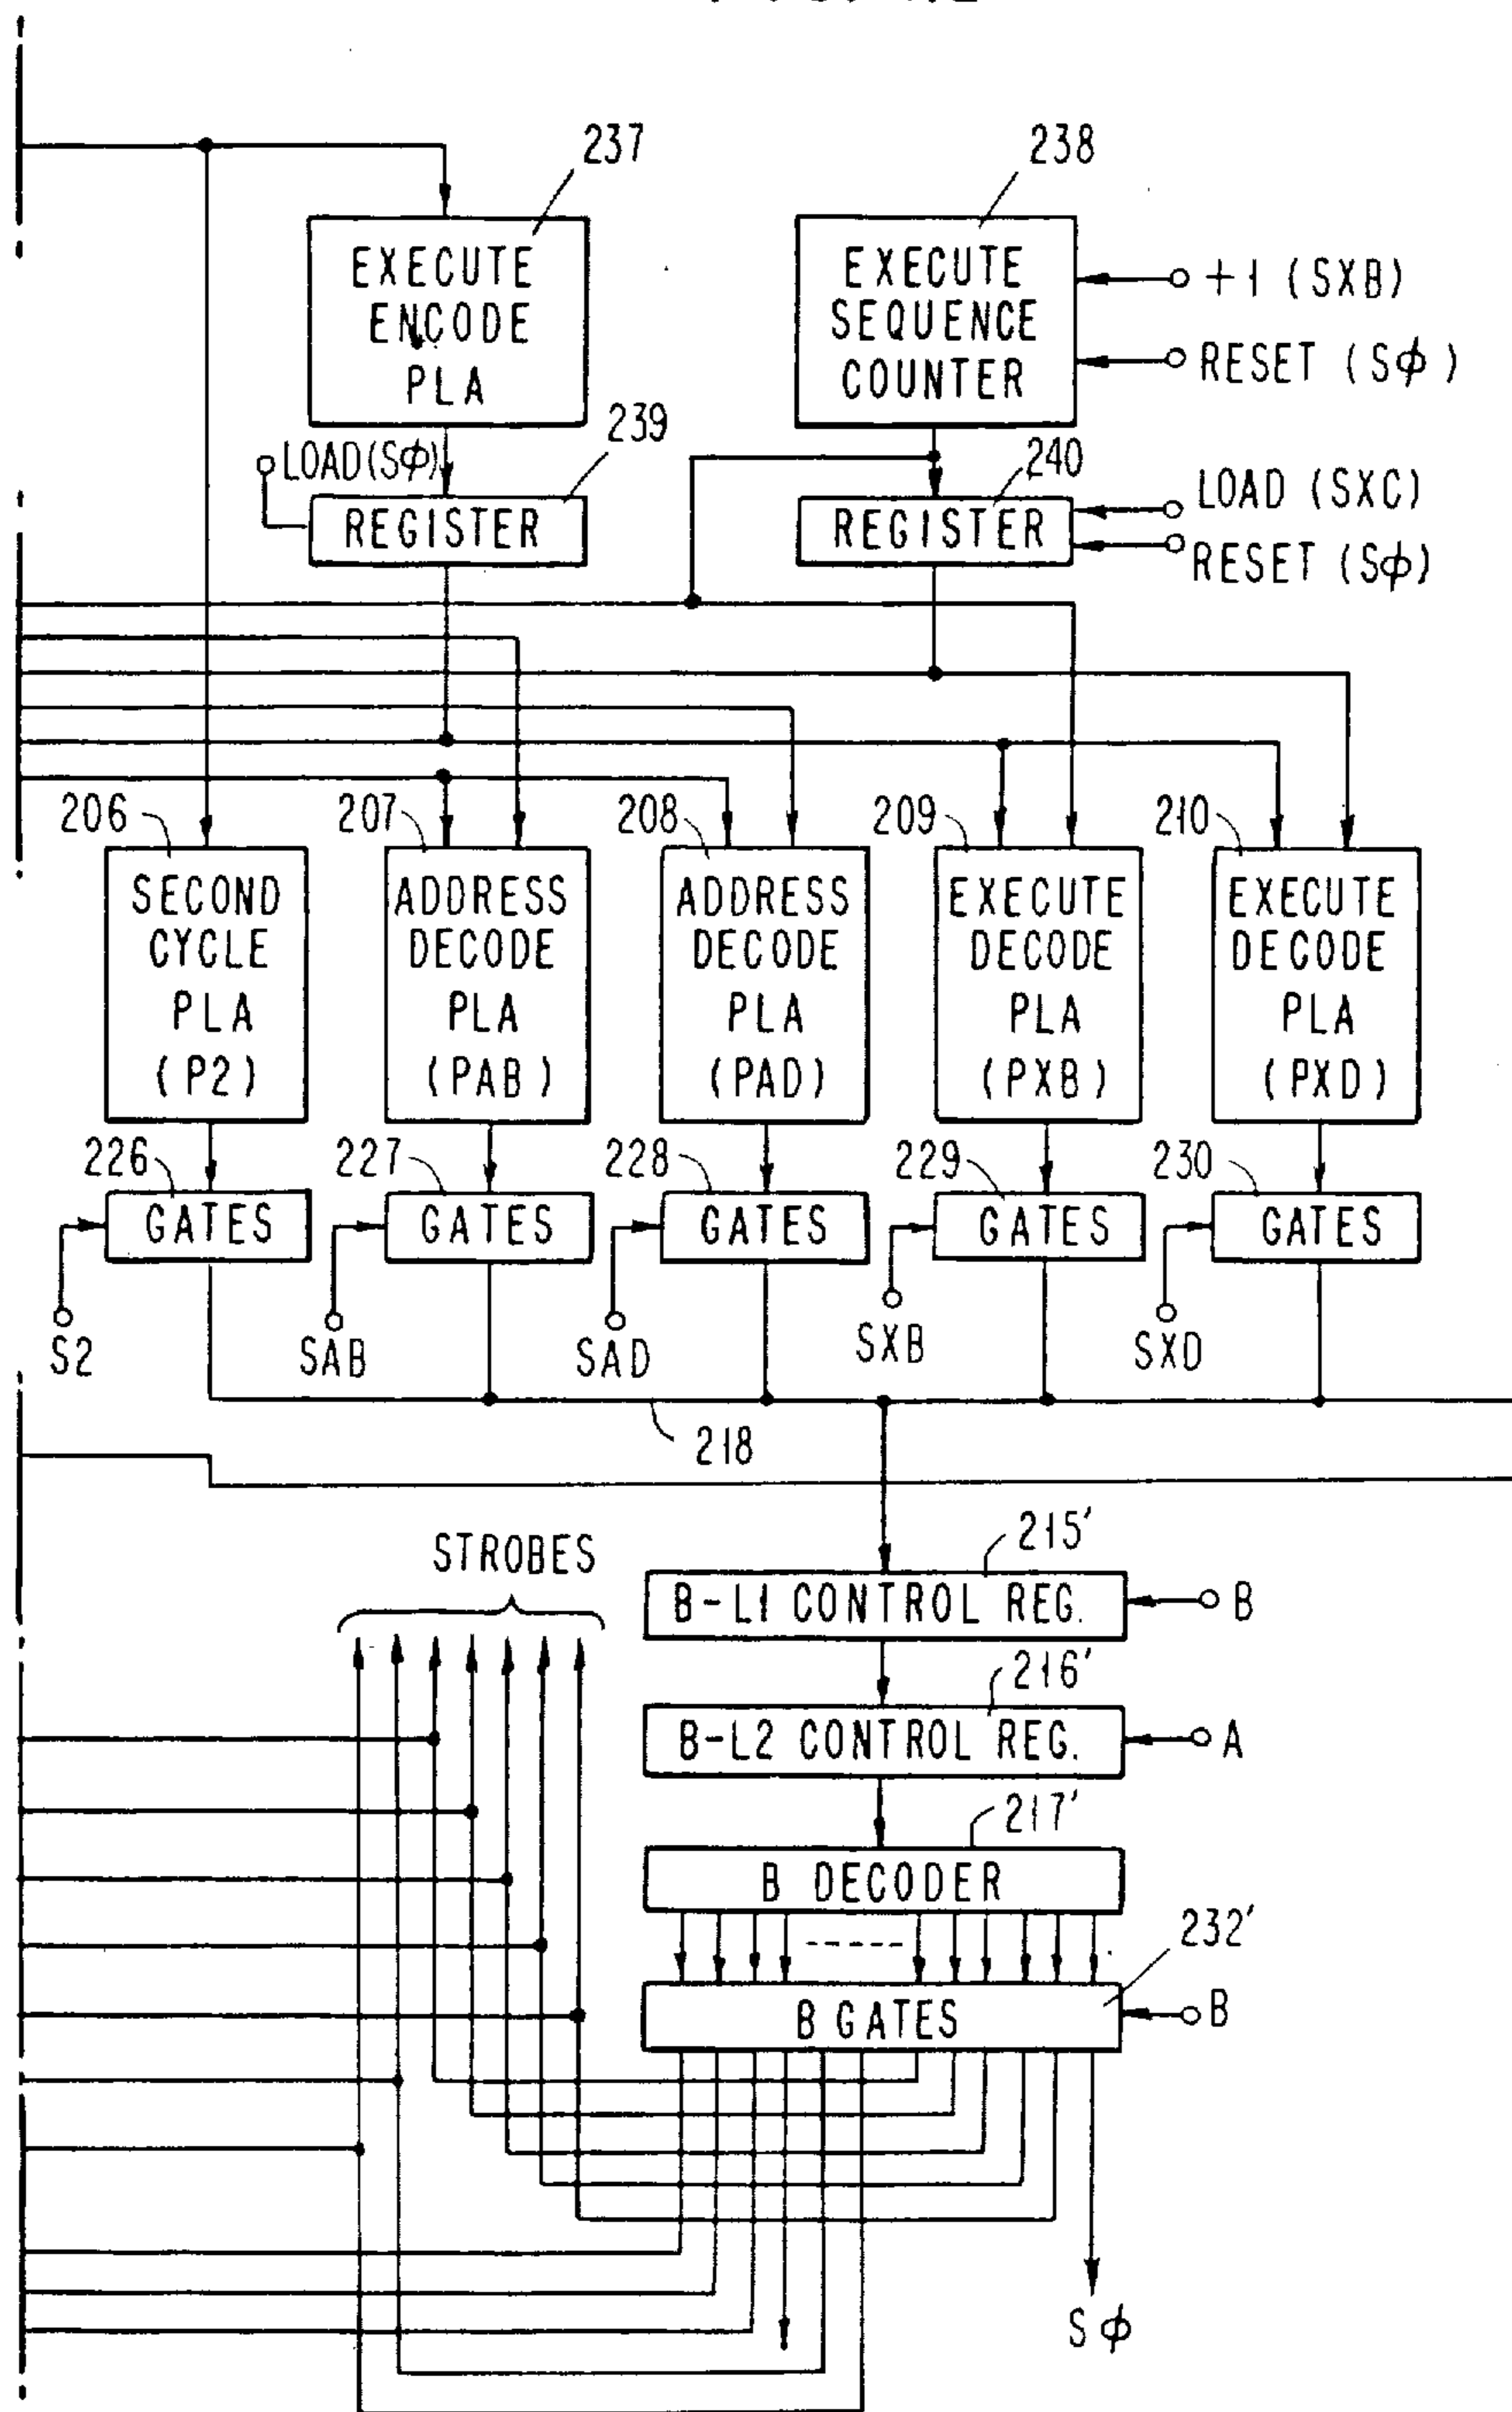 237
238
EXECUTE
ENCODE
PLA
EXECUTE
SEQUENCE
COUNTER
+1 (SXB)
RESET (Sϕ)
239
LOAD(Sϕ)
240
REGISTER
REGISTER
LOAD (SXC)
RESET (Sϕ)
206
207
208
209
210
SECOND
CYCLE
PLA
(P2)
ADDRESS
DECODE
PLA
(PAB)
ADDRESS
DECODE
PLA
(PAD)
EXECUTE
DECODE
PLA
(PXB)
EXECUTE
DECODE
PLA
(PXD)
226
227
228
229
230
GATES
GATES
GATES
GATES
GATES
S2
SAB
SAD
SXB
SXD
218
STROBES
215'
B-L1 CONTROL REG.
B
216'
B-L2 CONTROL REG.
A
217'
B DECODER
232'
B GATES
B
Sϕ